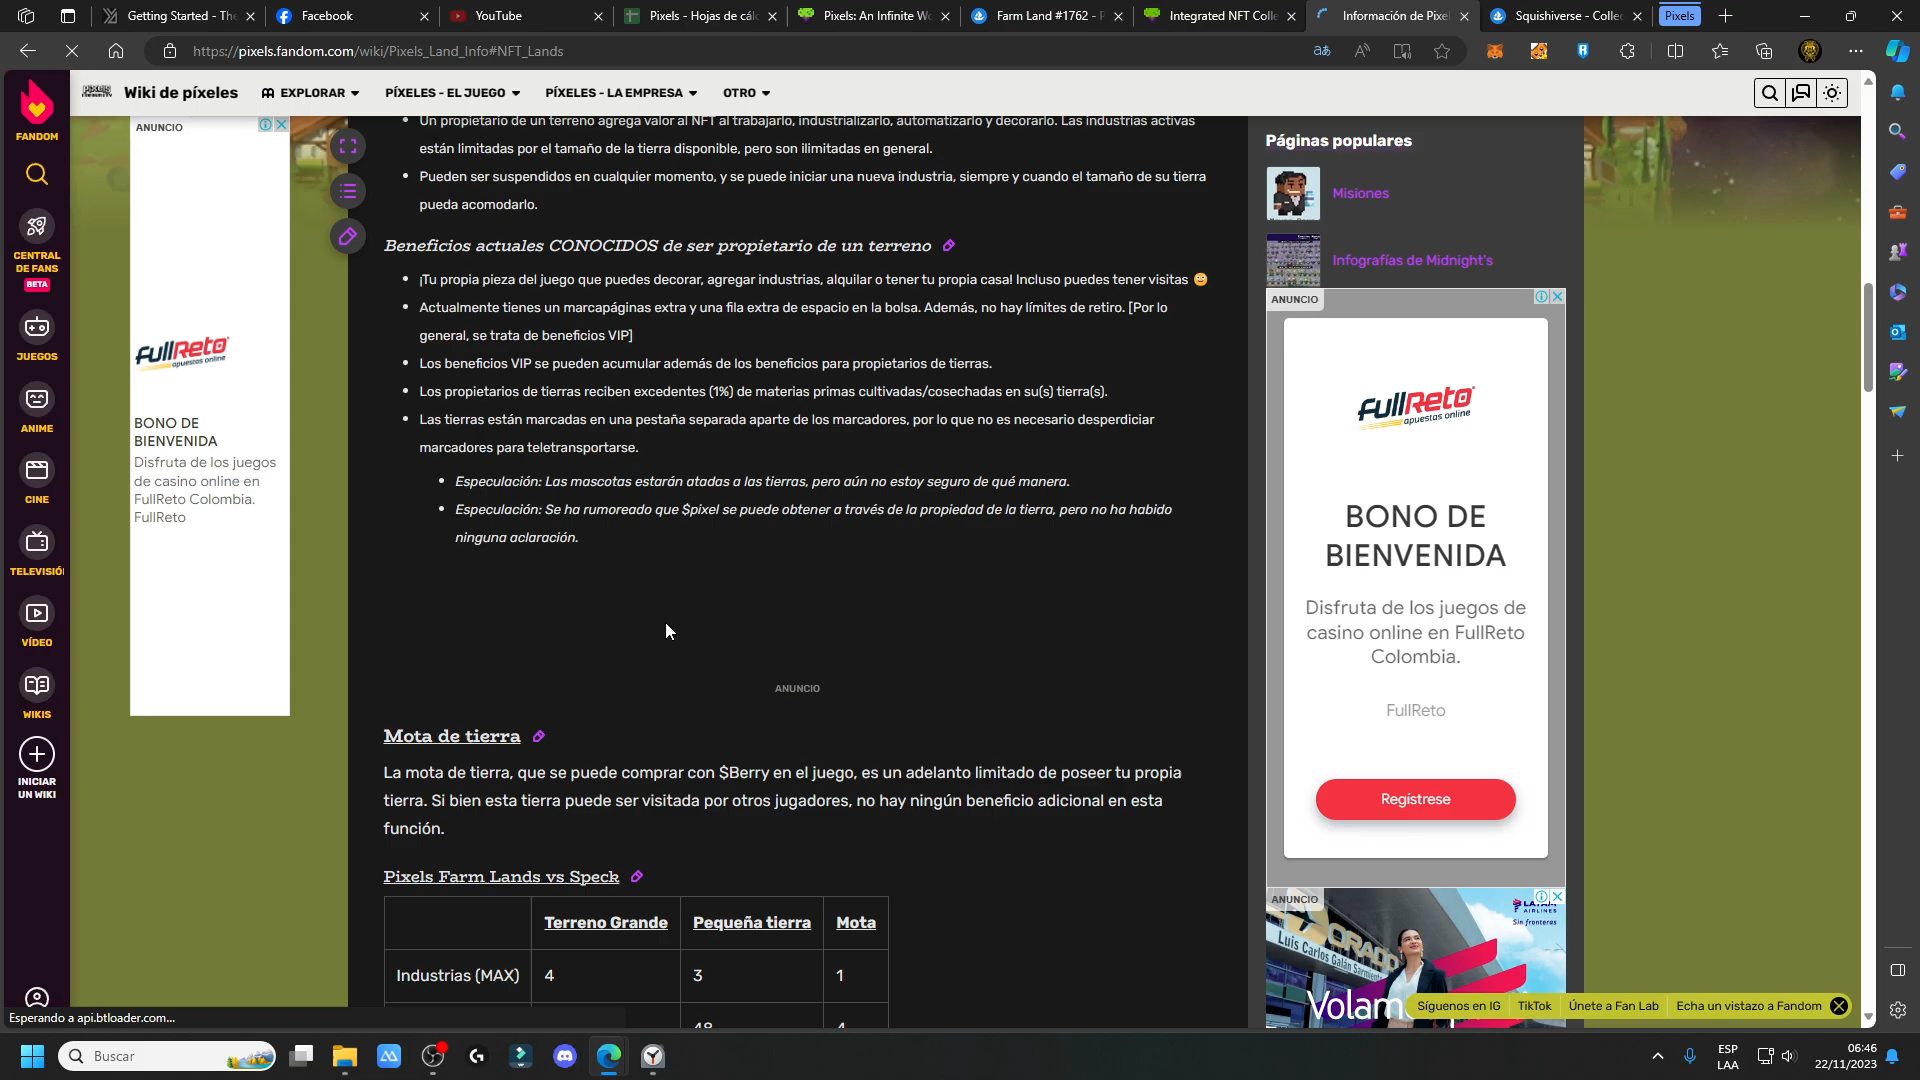 Getting Started - The
Facebook
YouTube
Pixels - Hojas de cálc
Pixels: An Infinite W
Farm Land #1762 - P
Integrated NFT Colle
Información de Pixel
Squishiverse - Collec
Pixels
https://pixels.fandom.com/wiki/Pixels_Land_Info#NFT_Lands
FANDOM
CENTRAL
DE FANS
BETA
JUEGOS
ANIME
CINE
TELEVISIÓ
VÍDEO
WIKIS
INICIAR
UN WIKI
Wiki de píxeles
EXPLORAR
PÍXELES - EL JUEGO
PÍXELES - LA EMPRESA
OTRO
ANUNCIO
FullReto
apuestas online
BONO DE
BIENVENIDA
Disfruta de los juegos
de casino online en
FullReto Colombia.
FullReto
Un propietario de un terreno agrega valor al NFT al trabajarlo, industrializarlo, automatizarlo y decorarlo. Las industrias activas
están limitadas por el tamaño de la tierra disponible, pero son ilimitadas en general.
Pueden ser suspendidos en cualquier momento, y se puede iniciar una nueva industria, siempre y cuando el tamaño de su tierra
pueda acomodarlo.
Beneficios actuales CONOCIDOS de ser propietario de un terreno
¡Tu propia pieza del juego que puedes decorar, agregar industrias, alquilar o tener tu propia casa! Incluso puedes tener visitas 😳
Actualmente tienes un marcapáginas extra y una fila extra de espacio en la bolsa. Además, no hay límites de retiro. [Por lo
general, se trata de beneficios VIP]
Los beneficios VIP se pueden acumular además de los beneficios para propietarios de tierras.
Los propietarios de tierras reciben excedentes (1%) de materias primas cultivadas/cosechadas en su(s) tierra(s).
Las tierras están marcadas en una pestaña separada aparte de los marcadores, por lo que no es necesario desperdiciar
marcadores para teletransportarse.
Especulación: Las mascotas estarán atadas a las tierras, pero aún no estoy seguro de qué manera.
Especulación: Se ha rumoreado que $pixel se puede obtener a través de la propiedad de la tierra, pero no ha habido
ninguna aclaración.
ANUNCIO
Mota de tierra
La mota de tierra, que se puede comprar con $Berry en el juego, es un adelanto limitado de poseer tu propia
tierra. Si bien esta tierra puede ser visitada por otros jugadores, no hay ningún beneficio adicional en esta
función.
Pixels Farm Lands vs Speck
Terreno Grande Pequeña tierra Mota
Industrias (MAX) 4 3 1
Páginas populares
Misiones
Infografías de Midnight's
ANUNCIO
FullReto
apuestas online
BONO DE
BIENVENIDA
Disfruta de los juegos de
casino online en FullReto
Colombia.
FullReto
Regístrese
ANUNCIO
LATAM
AIRLINES
Sin fronteras
Luis Carlos Galán Sarmiento
Síguenos en IG
TikTok
Únete a Fan Lab
Echa un vistazo a Fandom
Esperando a api.btloader.com...
Buscar
ESP
LAA
06:46
22/11/2023